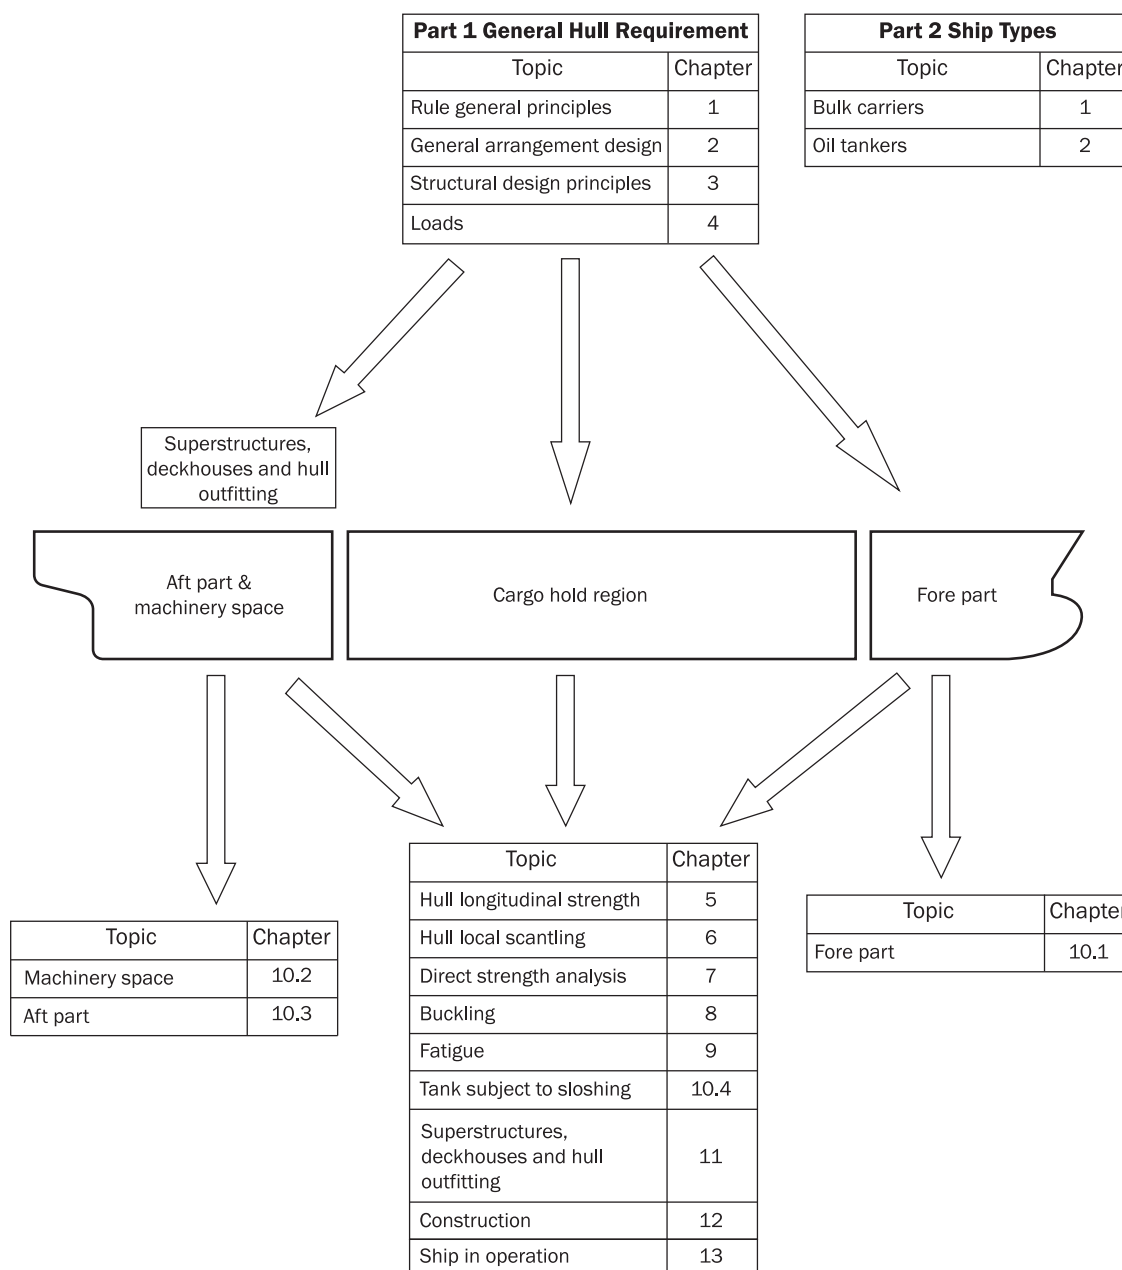 Part 1 General Hull Requirement
Topic Chapter
Rule general principles 1
General arrangement design 2
Structural design principles 3
Loads 4
Part 2 Ship Types
Topic Chapter
Bulk carriers 1
Oil tankers 2
Superstructures,
deckhouses and hull
outfitting
Aft part &
machinery space
Cargo hold region
Fore part
Topic Chapter
Machinery space 10.2
Aft part 10.3
Topic Chapter
Hull longitudinal strength 5
Hull local scantling 6
Direct strength analysis 7
Buckling 8
Fatigue 9
Tank subject to sloshing 10.4
Superstructures,
deckhouses and hull 11
outfitting
Construction 12
Ship in operation 13
Topic Chapter
Fore part 10.1